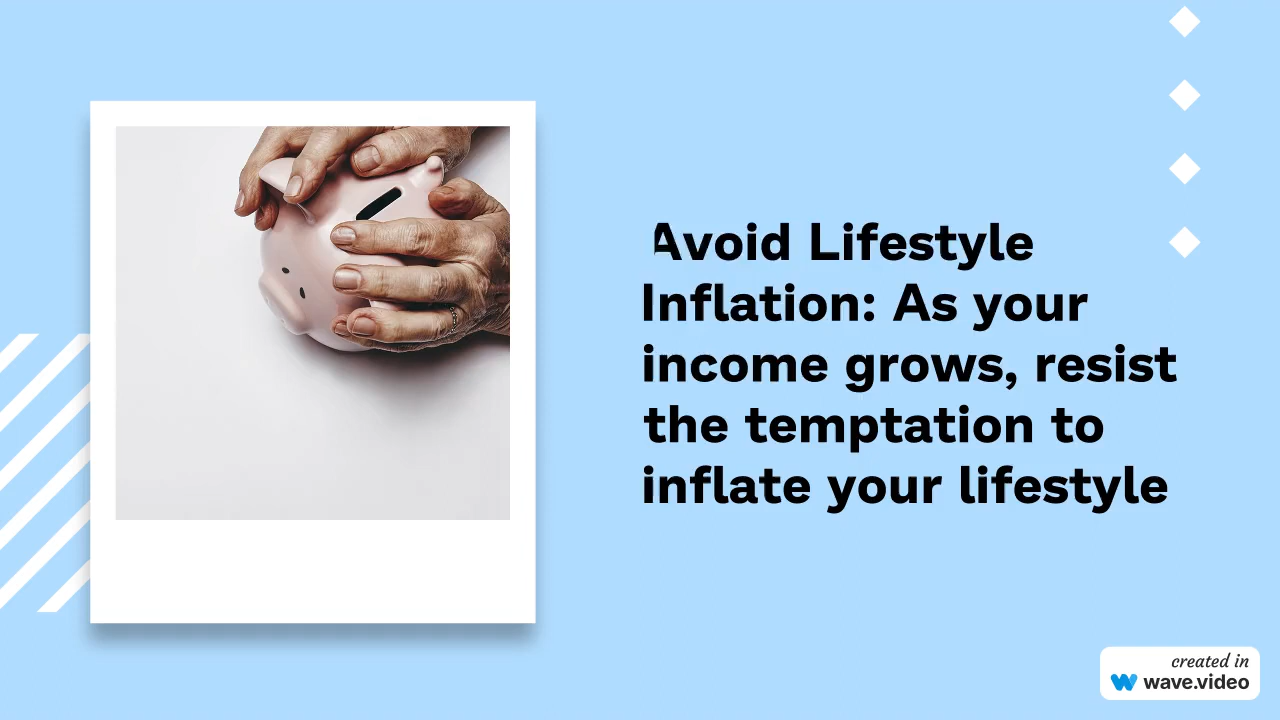 Avoid Lifestyle
Inflation: As your
income grows, resist
the temptation to
inflate your lifestyle
created in
wave.video